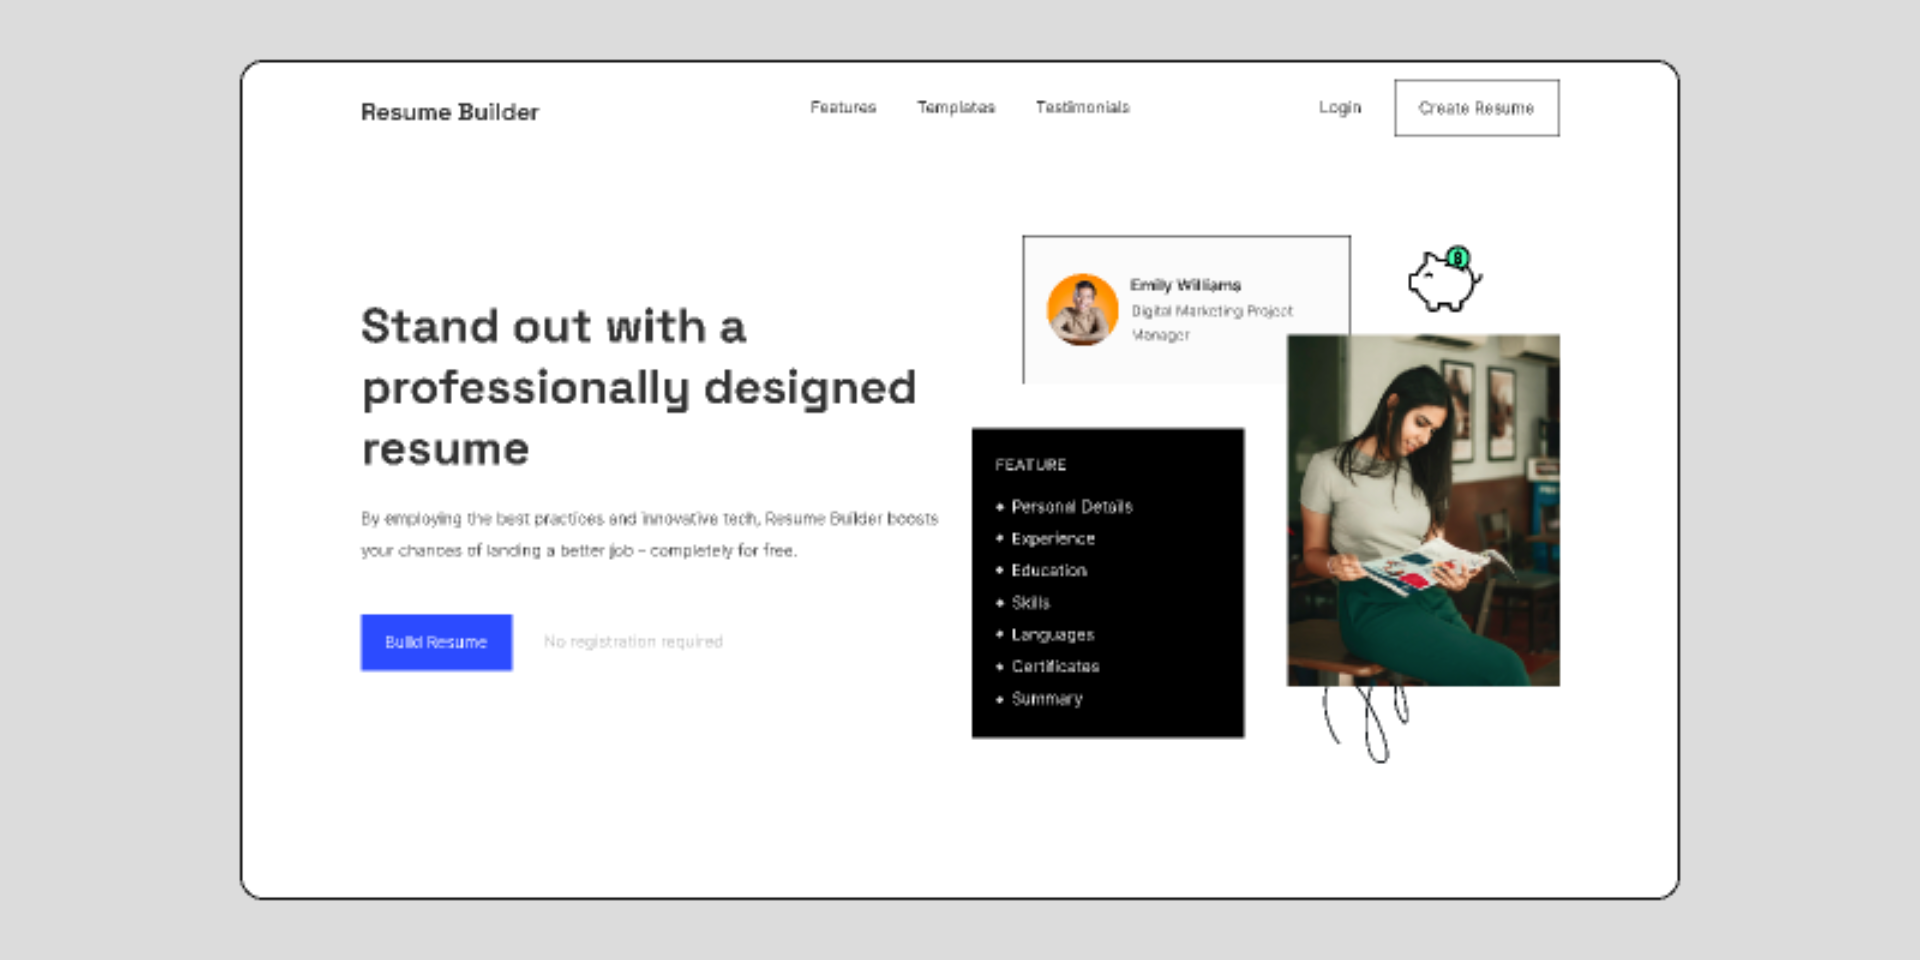 Resume Builder
Features
Templates
Testimonials
Login
Create Resume
Stand out with a
professionally designed
resume
By employing the best practices and innovative tech, Resume Builder boosts
your chances of landing a better job – completely for free.
Build Resume
No registration required
Emily Williams
Digital Marketing Project
Manager
FEATURE
Personal Details
Experience
Education
Skills
Languages
Certificates
Summary